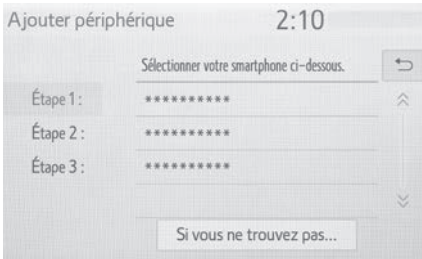 Ajouter périphérique 2:10
Sélectionner votre smartphone ci-dessous.
Étape 1 : **********
Étape 2 : **********
Étape 3 : **********
Si vous ne trouvez pas...